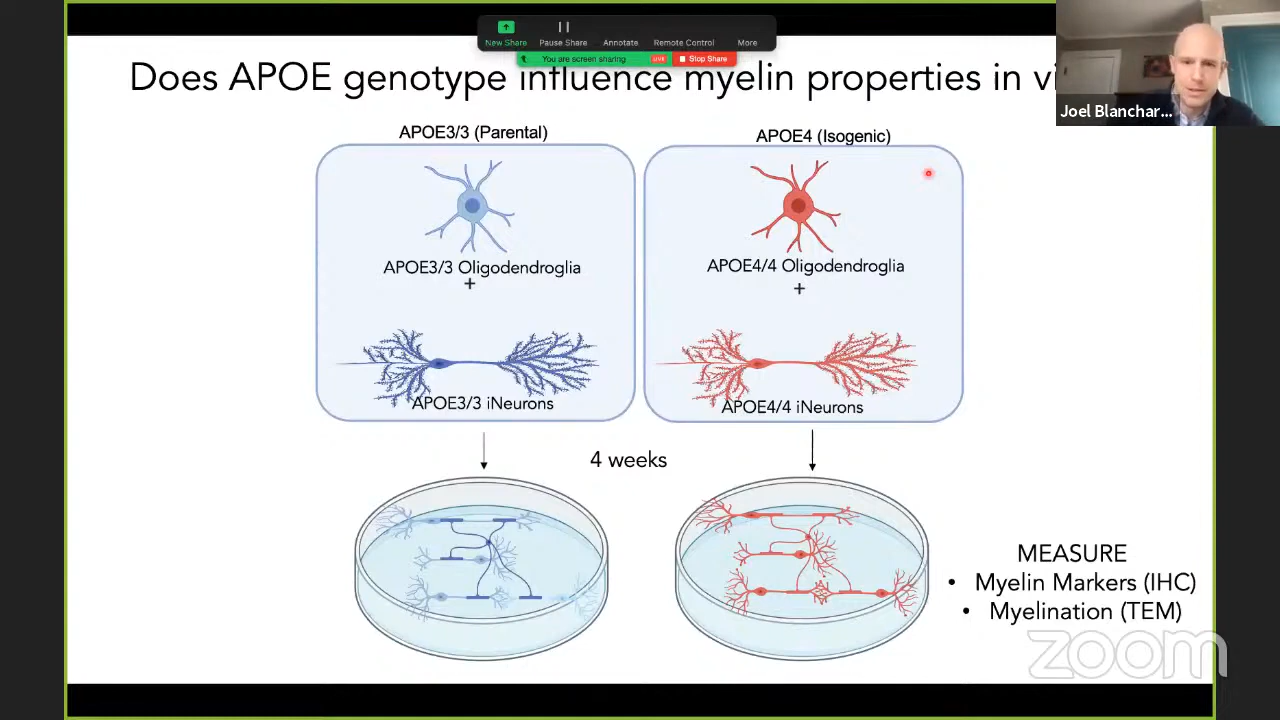 New Share
Pause Share
Annotate
Remote Control
More
You are screen sharing
LIVE
Stop Share
Does APOE genotype influence myelin properties in vi
Joel Blanchar...
APOE3/3 (Parental)
APOE4 (Isogenic)
APOE3/3 Oligodendroglia
+
APOE4/4 Oligodendroglia
+
APOE3/3 iNeurons
APOE4/4 iNeurons
4 weeks
MEASURE
• Myelin Markers (IHC)
• Myelination (TEM)
zoom